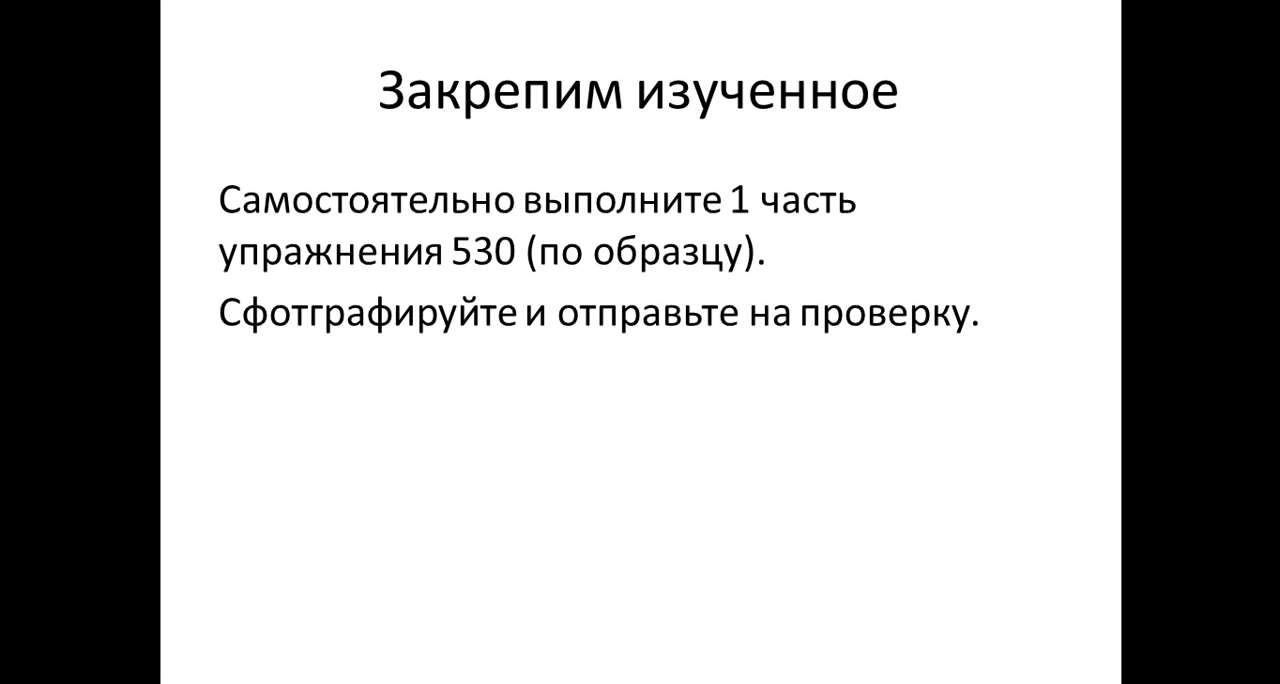 Закрепим изученное
Самостоятельно выполните 1 часть
упражнения 530 (по образцу).
Сфотграфируйте и отправьте на проверку.